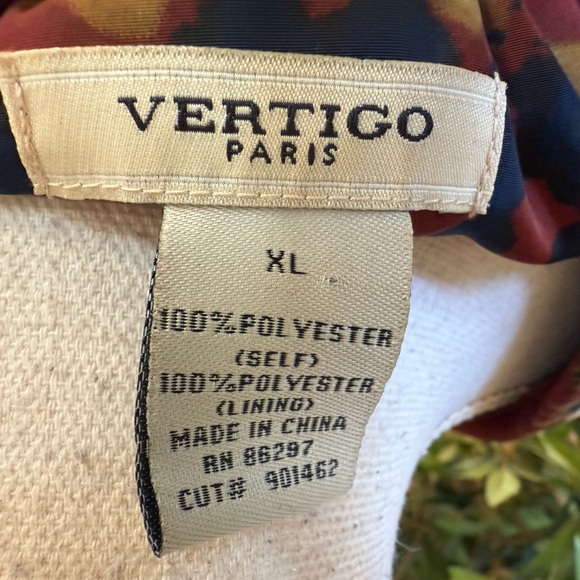 VERTIGO
PARIS
XL
100%POLYESTER
(SELF)
100%POLYESTER
(LINING)
MADE IN CHINA
RN 86297
CUT# 901462